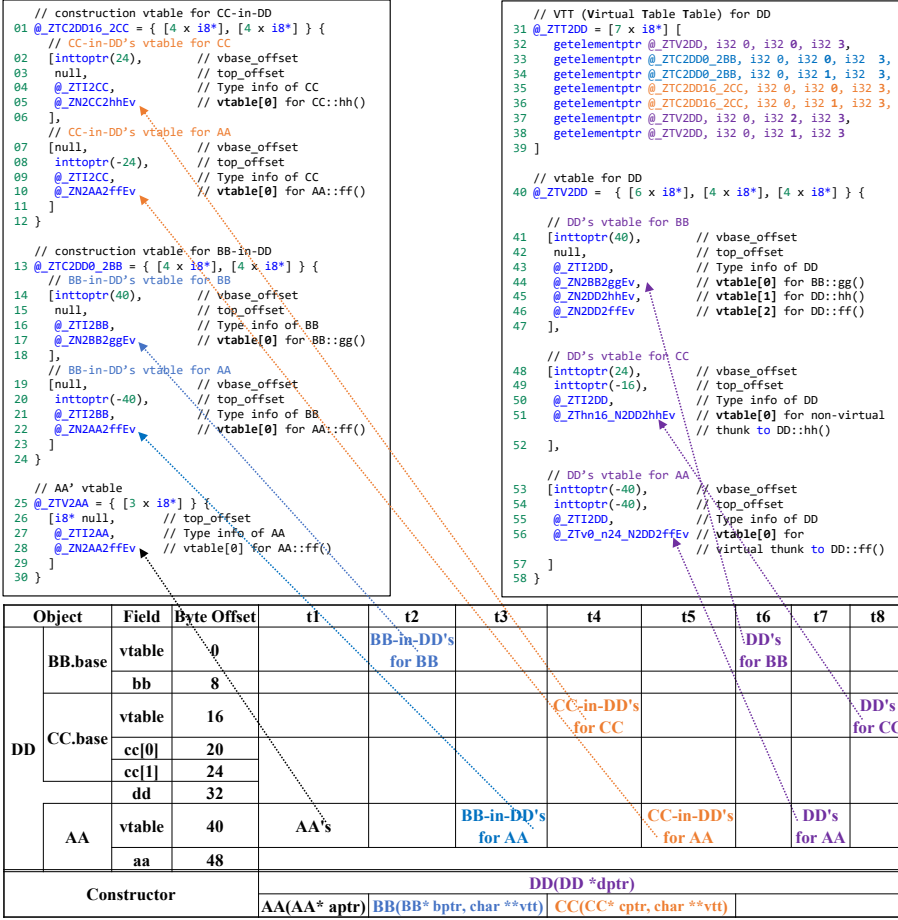 // construction vtable for CC-in-DD
01 @_ZTC2DD16_2CC = { [4 x i8*], [4 x i8*] } {
// CC-in-DD's vtable for CC
02 [inttoptr(24), // vbase_offset
03 null, // top_offset
04 @_ZTI2CC, // Type info of CC
05 @_ZN2CC2hhEv // vtable[0] for CC::hh()
06 ],
// CC-in-DD's vtable for AA
07 [null, // vbase_offset
08 inttoptr(-24), // top_offset
09 @_ZTI2CC, // Type info of CC
10 @_ZN2AA2ffEv // vtable[0] for AA::ff()
11 ]
12 }
// construction vtable for BB-in-DD
13 @_ZTC2DD0_2BB = { [4 x i8*], [4 x i8*] } {
// BB-in-DD's vtable for BB
14 [inttoptr(40), // vbase_offset
15 null, // top_offset
16 @_ZTI2BB, // Type info of BB
17 @_ZN2BB2ggEv // vtable[0] for BB::gg()
18 ],
// BB-in-DD's vtable for AA
19 [null, // vbase_offset
20 inttoptr(-40), // top_offset
21 @_ZTI2BB, // Type info of BB
22 @_ZN2AA2ffEv // vtable[0] for AA::ff()
23 ]
24 }
// AA' vtable
25 @_ZTV2AA = { [3 x i8*] } {
26 [i8* null, // top_offset
27 @_ZTI2AA, // Type info of AA
28 @_ZN2AA2ffEv // vtable[0] for AA::ff()
29 ]
30 }
// VTT (Virtual Table Table) for DD
31 @_ZTT2DD = [7 x i8*] [
32 getelementptr @_ZTV2DD, i32 0, i32 0, i32 3,
33 getelementptr @_ZTC2DD0_2BB, i32 0, i32 0, i32 3,
34 getelementptr @_ZTC2DD0_2BB, i32 0, i32 1, i32 3,
35 getelementptr @_ZTC2DD16_2CC, i32 0, i32 0, i32 3,
36 getelementptr @_ZTC2DD16_2CC, i32 0, i32 1, i32 3,
37 getelementptr @_ZTV2DD, i32 0, i32 2, i32 3,
38 getelementptr @_ZTV2DD, i32 0, i32 1, i32 3
39 ]
// vtable for DD
40 @_ZTV2DD = { [6 x i8*], [4 x i8*], [4 x i8*] } {
// DD's vtable for BB
41 [inttoptr(40), // vbase_offset
42 null, // top_offset
43 @_ZTI2DD, // Type info of DD
44 @_ZN2BB2ggEv, // vtable[0] for BB::gg()
45 @_ZN2DD2hhEv, // vtable[1] for DD::hh()
46 @_ZN2DD2ffEv // vtable[2] for DD::ff()
47 ],
// DD's vtable for CC
48 [inttoptr(24), // vbase_offset
49 inttoptr(-16), // top_offset
50 @_ZTI2DD, // Type info of DD
51 @_ZThn16_N2DD2hhEv // vtable[0] for non-virtual
// thunk to DD::hh()
52 ],
// DD's vtable for AA
53 [inttoptr(-40), // vbase_offset
54 inttoptr(-40), // top_offset
55 @_ZTI2DD, // Type info of DD
56 @_ZTv0_n24_N2DD2ffEv // vtable[0] for
// virtual thunk to DD::ff()
57 ]
58 }
Object Field Byte Offset t1 t2 t3 t4 t5 t6 t7 t8
DD
BB.base vtable 0 BB-in-DD's for BB DD's for BB
bb 8
CC.base vtable 16 CC-in-DD's for CC DD's for CC
cc[0] 20
cc[1] 24
dd 32
AA vtable 40 AA's BB-in-DD's for AA CC-in-DD's for AA DD's for AA
aa 48
Constructor
DD(DD *dptr)
AA(AA* aptr) BB(BB* bptr, char **vtt) CC(CC* cptr, char **vtt)